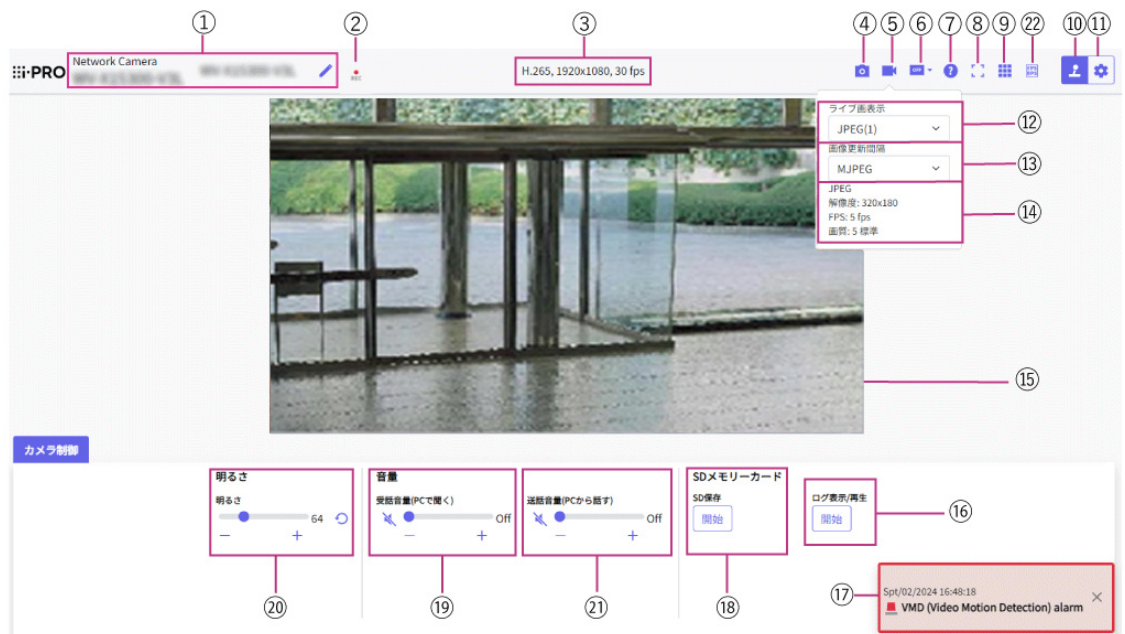 ① ② ③ ④ ⑤ ⑥ ⑦ ⑧ ⑨ ㉒ ⑩ ⑪
i-PRO
Network Camera
REC
H.265, 1920x1080, 30 fps
OFF
ライブ画表示
JPEG(1)
⑫
画像更新間隔
MJPEG
⑬
JPEG
解像度: 320x180
FPS: 5 fps
画質: 5 標準
⑭
⑮
カメラ制御
明るさ
明るさ
64
− +
⑳
音量
受話音量(PCで聞く)
Off
− +
⑲
送話音量(PCから話す)
Off
− +
㉑
SDメモリーカード
SD保存
開始
⑱
ログ表示/再生
開始
⑯
⑰
Spt/02/2024 16:48:18
VMD (Video Motion Detection) alarm